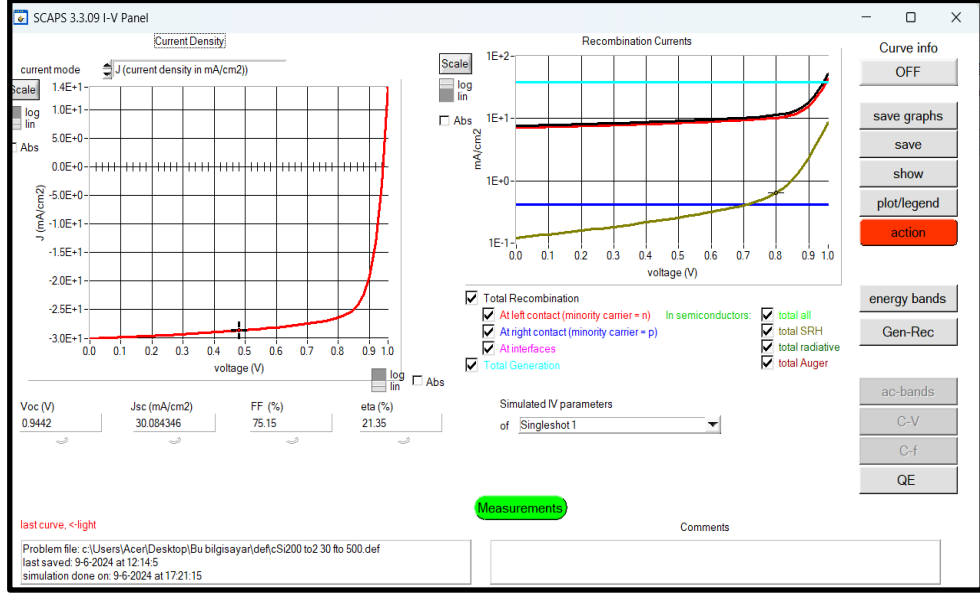 SCAPS 3.3.09 I-V Panel
Current Density
current mode J (current density in mA/cm2))
Scale
log
lin
Abs
J (mA/cm2)
1.4E+1
1.0E+1
5.0E+0
0.0E+0
-5.0E+0
-1.0E+1
-1.5E+1
-2.0E+1
-2.5E+1
-3.0E+1
0.0 0.1 0.2 0.3 0.4 0.5 0.6 0.7 0.8 0.9 1.0
voltage (V)
log
lin
Abs
Recombination Currents
Scale
log
lin
Abs
mA/cm2
1E+2
1E+1
1E+0
1E-1
0.0 0.1 0.2 0.3 0.4 0.5 0.6 0.7 0.8 0.9 1.0
voltage (V)
Total Recombination
At left contact (minority carrier = n) In semiconductors: total all
At right contact (minority carrier = p) total SRH
At interfaces total radiative
Total Generation total Auger
Voc (V) Jsc (mA/cm2) FF (%) eta (%)
0.9442 30.084346 75.15 21.35
Simulated IV parameters
of Singleshot 1
Measurements
last curve, <-light
Problem file: c:\Users\Acer\Desktop\Bu bilgisayar\def\cSi200 to2 30 fto 500.def
last saved: 9-6-2024 at 12:14:5
simulation done on: 9-6-2024 at 17:21:15
Comments
Curve info
OFF
save graphs
save
show
plot/legend
action
energy bands
Gen-Rec
ac-bands
C-V
C-f
QE